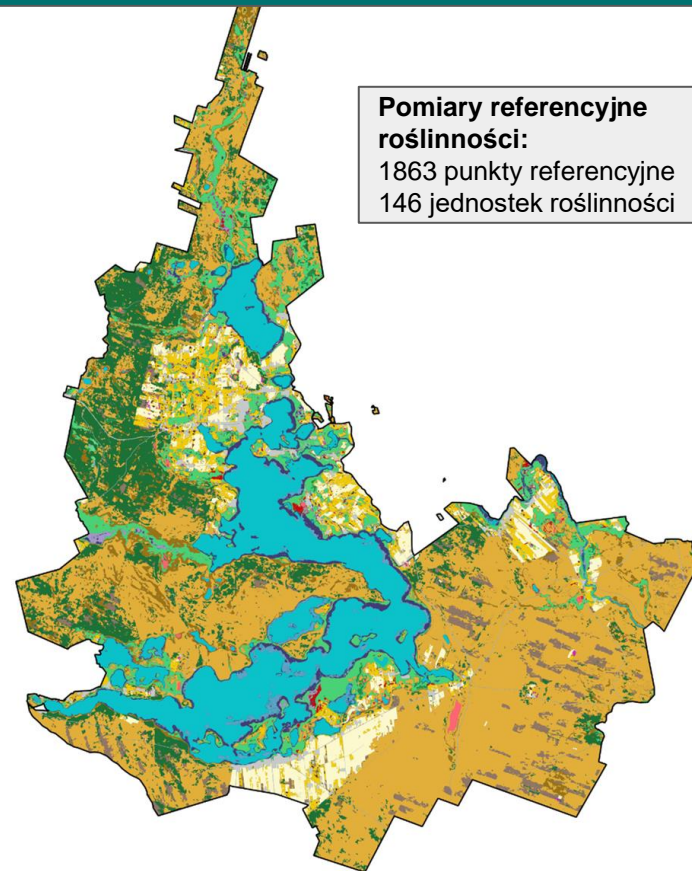 Pomiary referencyjne
roślinności:
1863 punkty referencyjne
146 jednostek roślinności